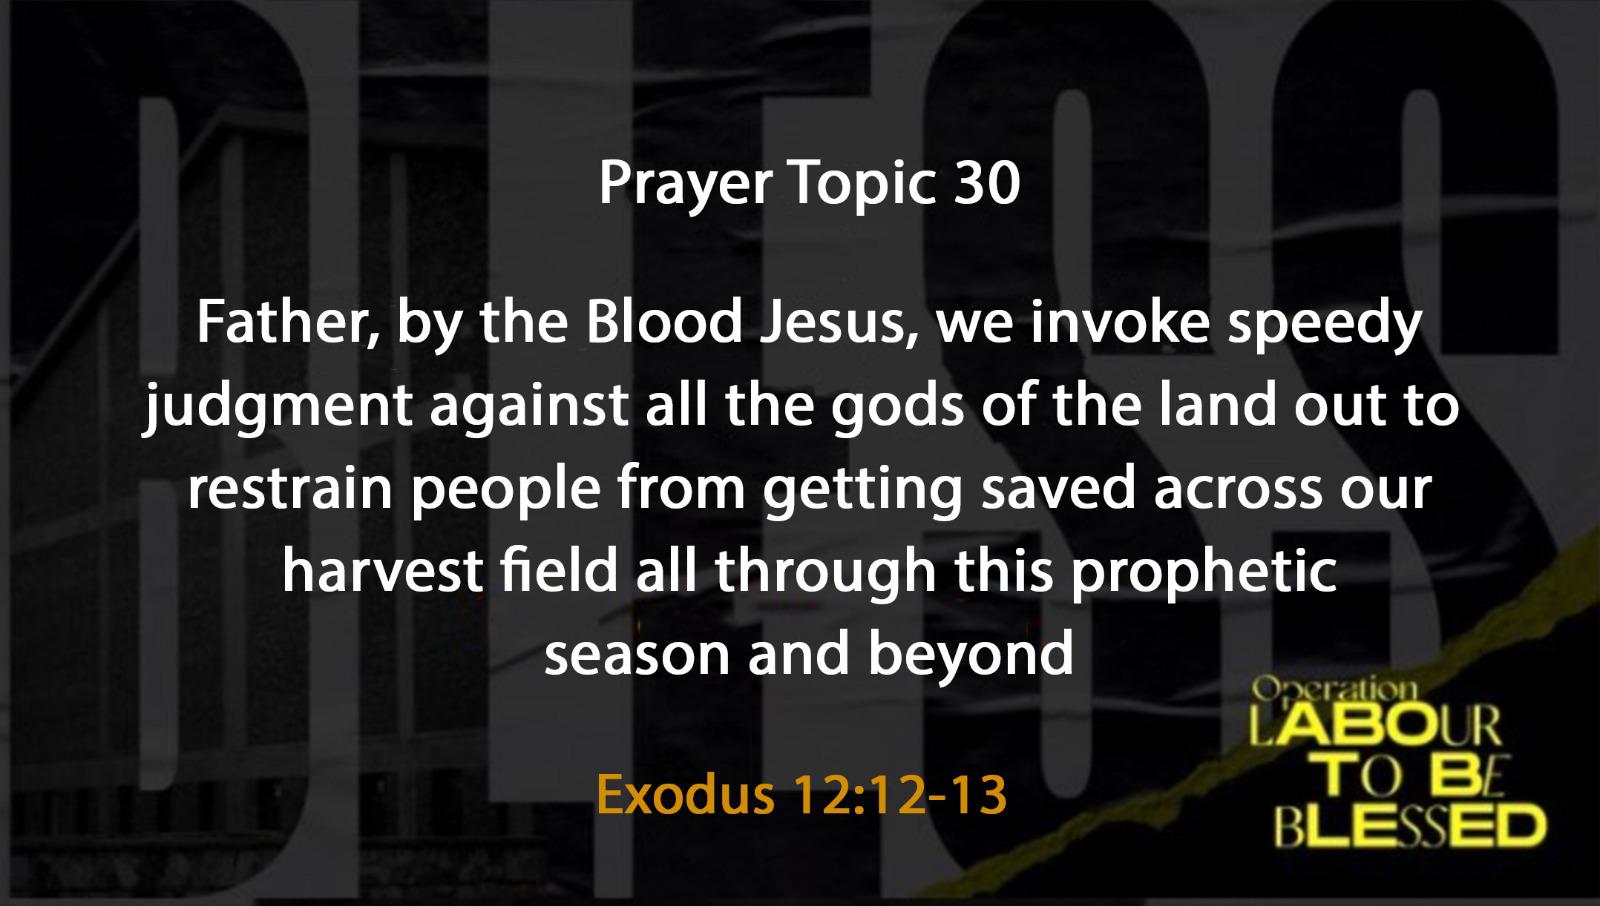 BLESS
Prayer Topic 30
Father, by the Blood Jesus, we invoke speedy
judgment against all the gods of the land out to
restrain people from getting saved across our
harvest field all through this prophetic
season and beyond
Exodus 12:12-13
Operation
LABOUR
TO BE
BLESSED